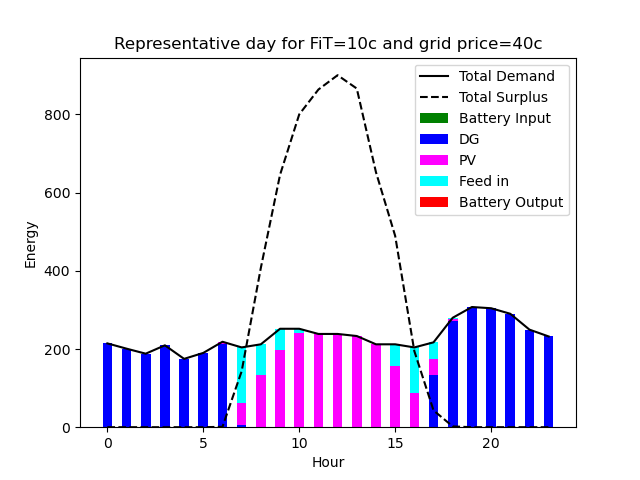 Representative day for FiT=10c and grid price=40c
Total Demand
Total Surplus
Battery Input
DG
PV
Feed in
Battery Output
Energy
800
600
400
200
0
0 5 10 15 20
Hour